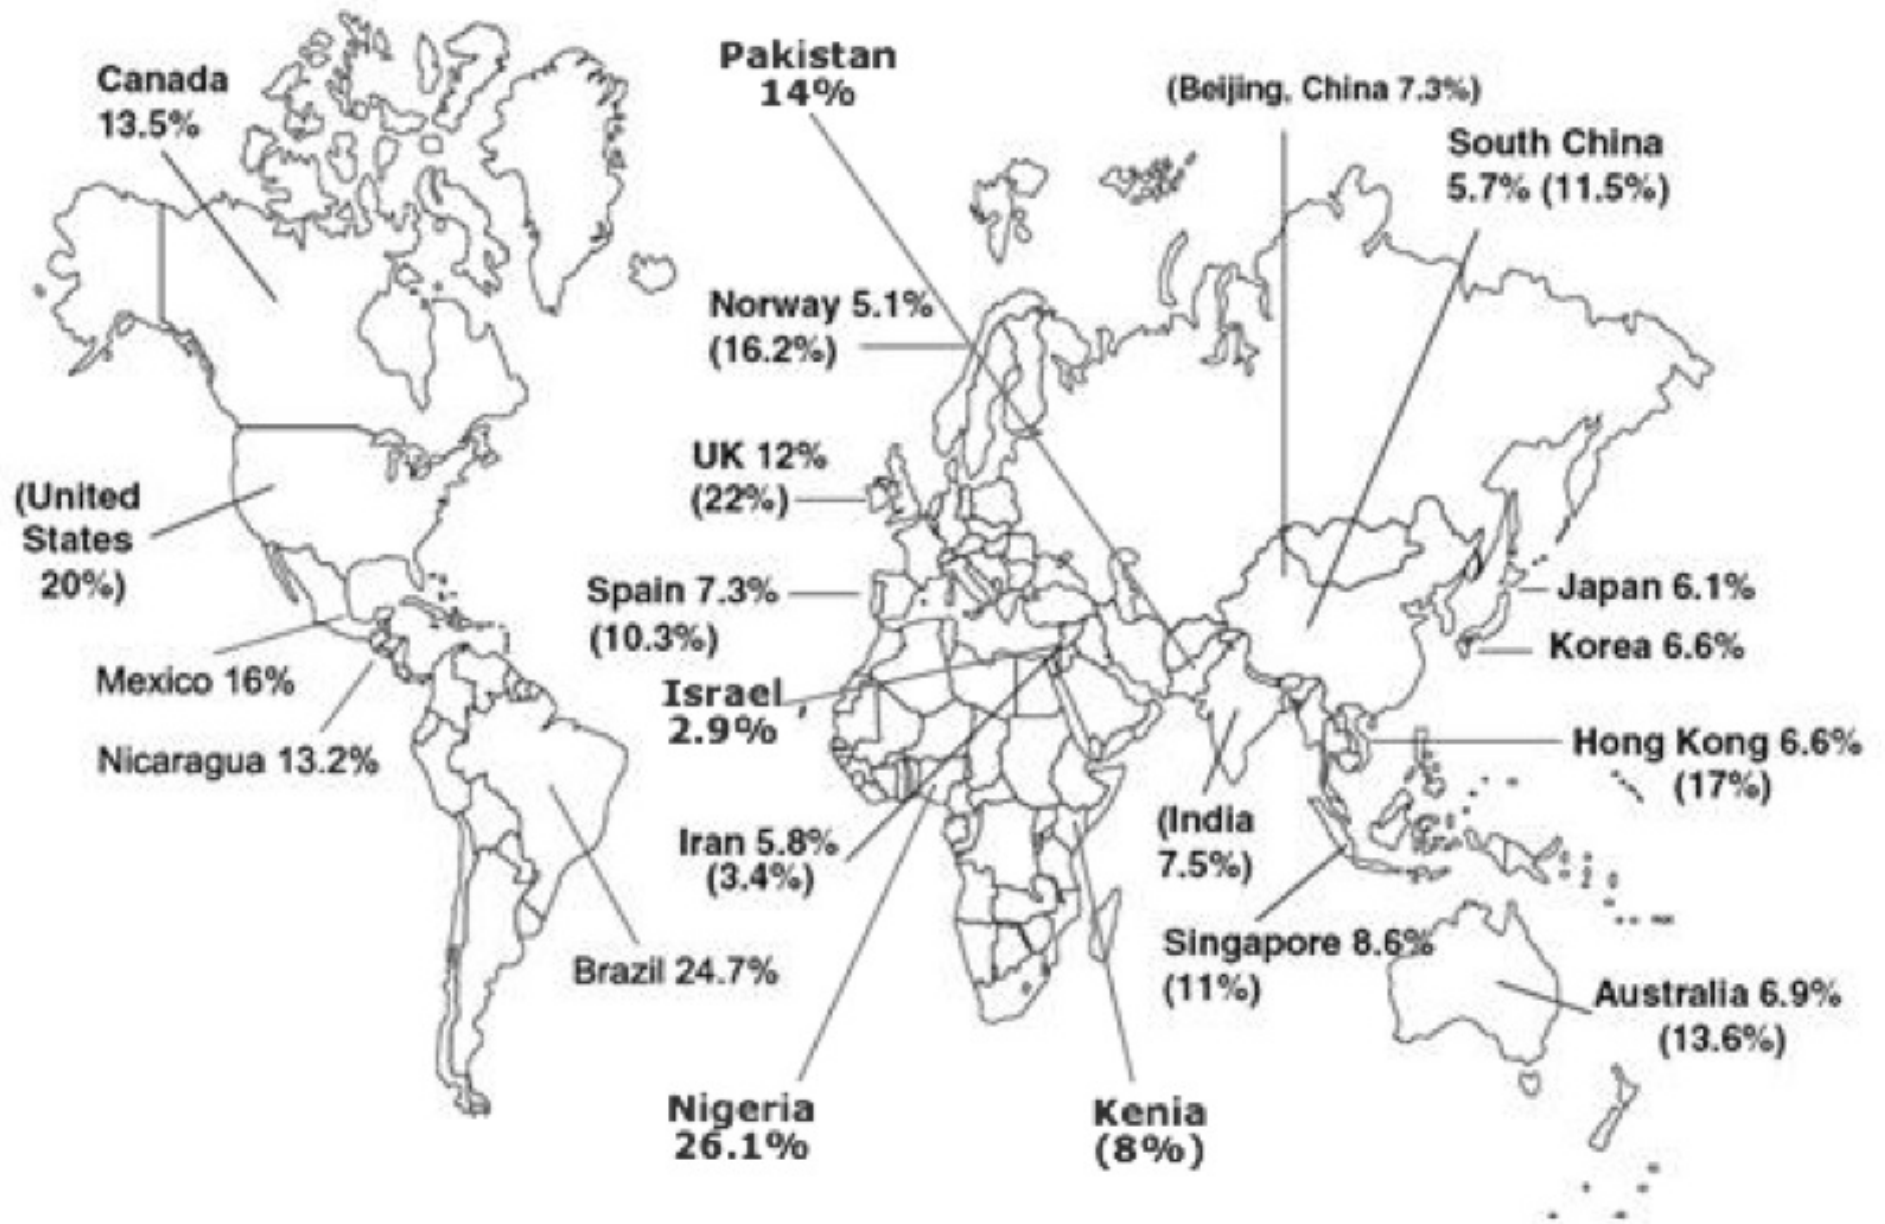 Canada
13.5%
Pakistan
14%
(Beijing, China 7.3%)
South China
5.7% (11.5%)
Norway 5.1%
(16.2%)
UK 12%
(22%)
(United
States
20%)
Spain 7.3%
(10.3%)
Japan 6.1%
Korea 6.6%
Mexico 16%
Israel
2.9%
Nicaragua 13.2%
Hong Kong 6.6%
(17%)
Iran 5.8%
(3.4%)
(India
7.5%)
Brazil 24.7%
Singapore 8.6%
(11%)
Australia 6.9%
(13.6%)
Nigeria
26.1%
Kenia
(8%)